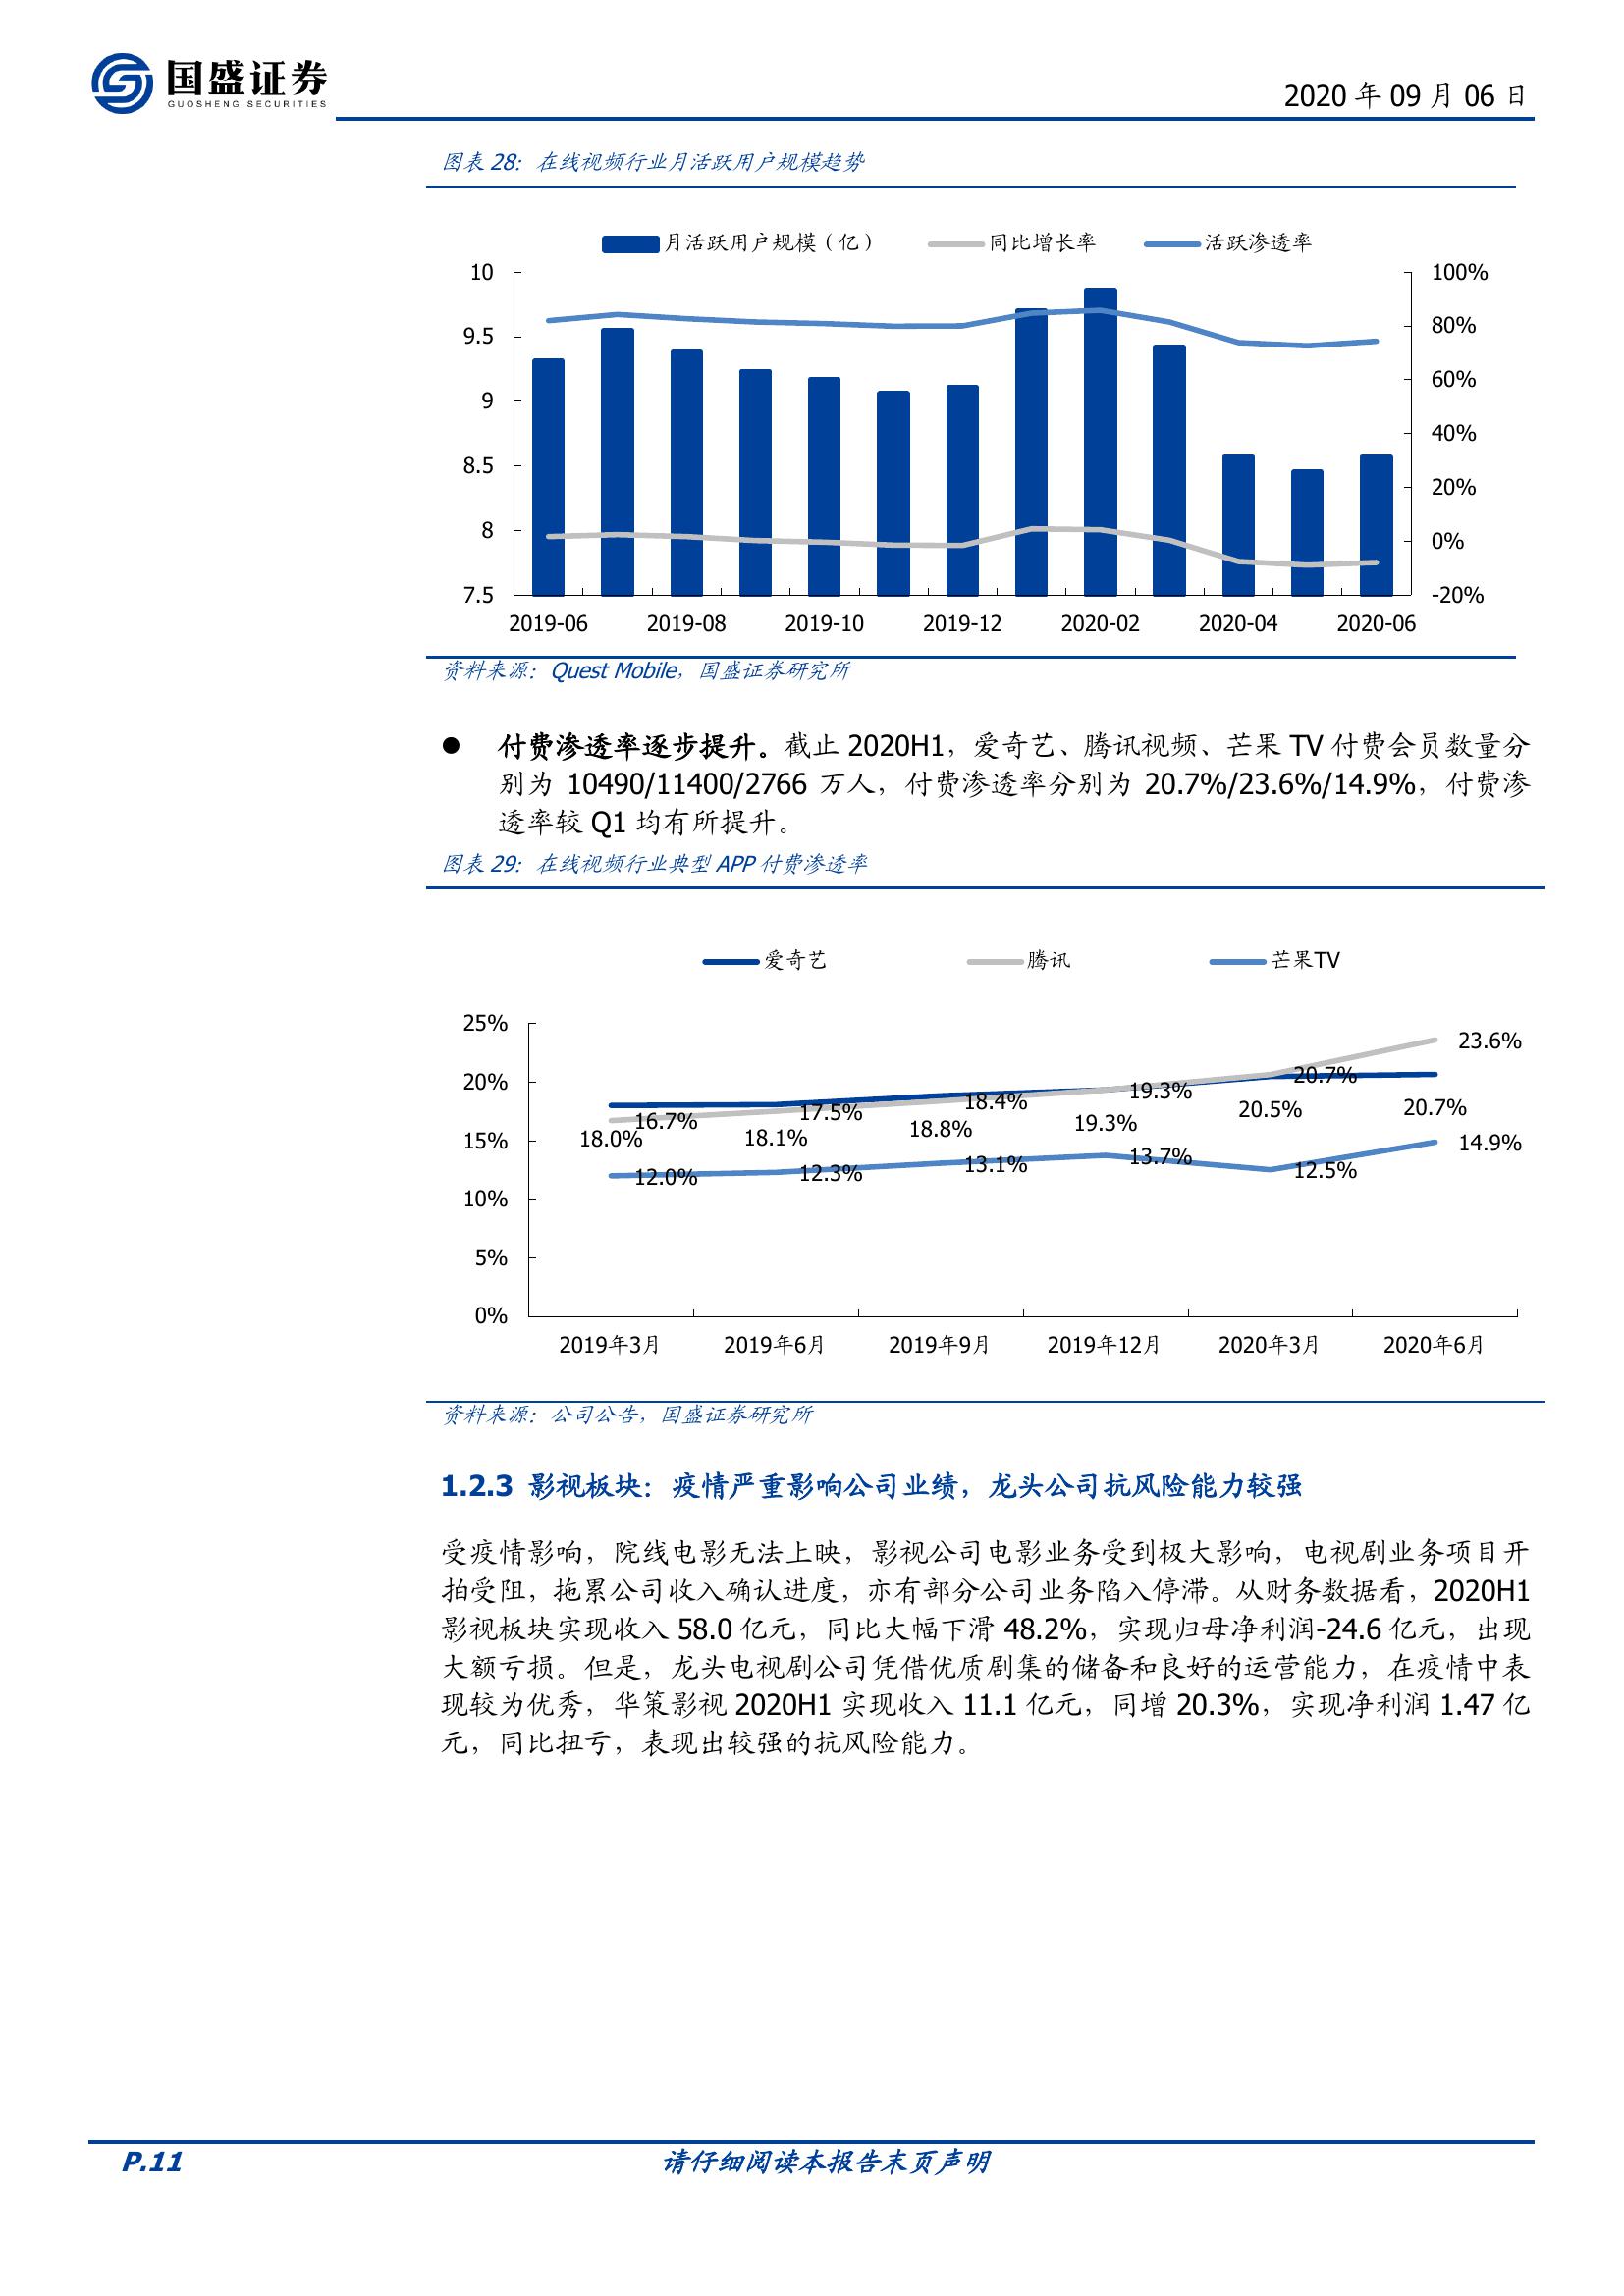 国盛证券
GUOSHENG SECURITIES
2020 年 09 月 06 日
图表 28：在线视频行业月活跃用户规模趋势
月活跃用户规模（亿） 同比增长率 活跃渗透率
10 100%
9.5 80%
9 60%
8.5 40%
8 20%
7.5 0%
-20%
2019-06 2019-08 2019-10 2019-12 2020-02 2020-04 2020-06
资料来源：Quest Mobile，国盛证券研究所
● 付费渗透率逐步提升。截止 2020H1，爱奇艺、腾讯视频、芒果 TV 付费会员数量分
别为 10490/11400/2766 万人，付费渗透率分别为 20.7%/23.6%/14.9%，付费渗
透率较 Q1 均有所提升。
图表 29：在线视频行业典型 APP 付费渗透率
爱奇艺 腾讯 芒果TV
25%
20%
15%
10%
5%
0%
16.7% 17.5% 18.4% 19.3% 20.7% 23.6%
18.0% 18.1% 18.8% 19.3% 20.5% 20.7%
12.0% 12.3% 13.1% 13.7% 12.5% 14.9%
2019年3月 2019年6月 2019年9月 2019年12月 2020年3月 2020年6月
资料来源：公司公告，国盛证券研究所
1.2.3 影视板块：疫情严重影响公司业绩，龙头公司抗风险能力较强
受疫情影响，院线电影无法上映，影视公司电影业务受到极大影响，电视剧业务项目开
拍受阻，拖累公司收入确认进度，亦有部分公司业务陷入停滞。从财务数据看，2020H1
影视板块实现收入 58.0 亿元，同比大幅下滑 48.2%，实现归母净利润-24.6 亿元，出现
大额亏损。但是，龙头电视剧公司凭借优质剧集的储备和良好的运营能力，在疫情中表
现较为优秀，华策影视 2020H1 实现收入 11.1 亿元，同增 20.3%，实现净利润 1.47 亿
元，同比扭亏，表现出较强的抗风险能力。
P.11 请仔细阅读本报告末页声明